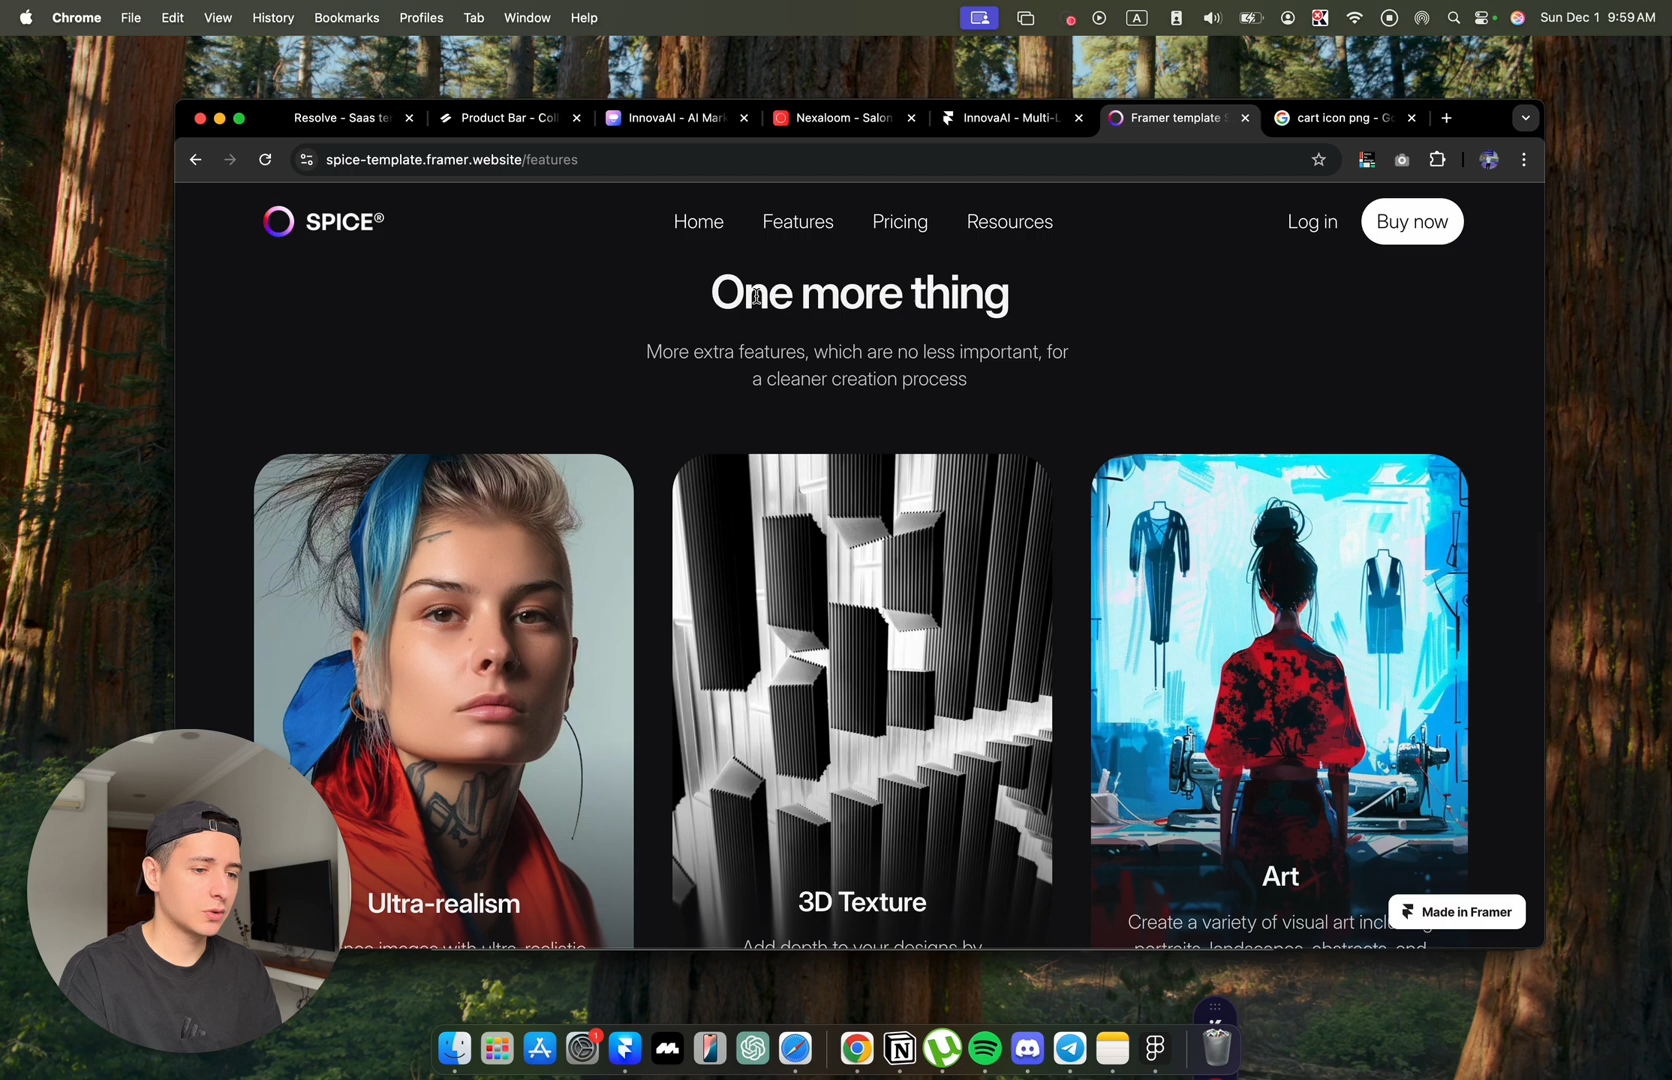 Chrome File Edit View History Bookmarks Profiles Tab Window Help
A
Sun Dec 1 9:59 AM
Resolve - Saas te
Product Bar - Col
InnovaAI - AI Mar
Nexaloom - Salon
InnovaAI - Multi-L
Framer template S
cart icon png - Go
spice-template.framer.website/features
SPICE®
Home
Features
Pricing
Resources
Log in
Buy now
One more thing
More extra features, which are no less important, for
a cleaner creation process
Ultra-realism
3D Texture
Add depth to your designs by
Art
Create a variety of visual art
portraits, landscapes, abstracts, and
Made in Framer
1